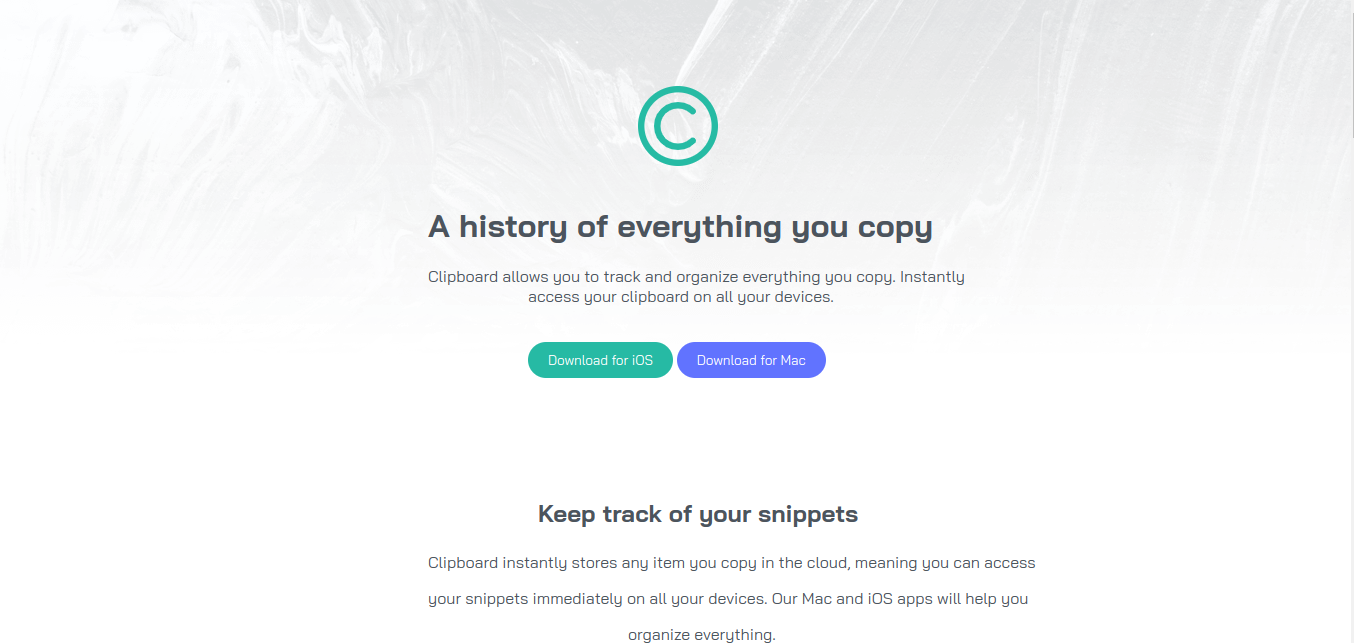 ©
A history of everything you copy
Clipboard allows you to track and organize everything you copy. Instantly
access your clipboard on all your devices.
Download for iOS Download for Mac
Keep track of your snippets
Clipboard instantly stores any item you copy in the cloud, meaning you can access
your snippets immediately on all your devices. Our Mac and iOS apps will help you
organize everything.